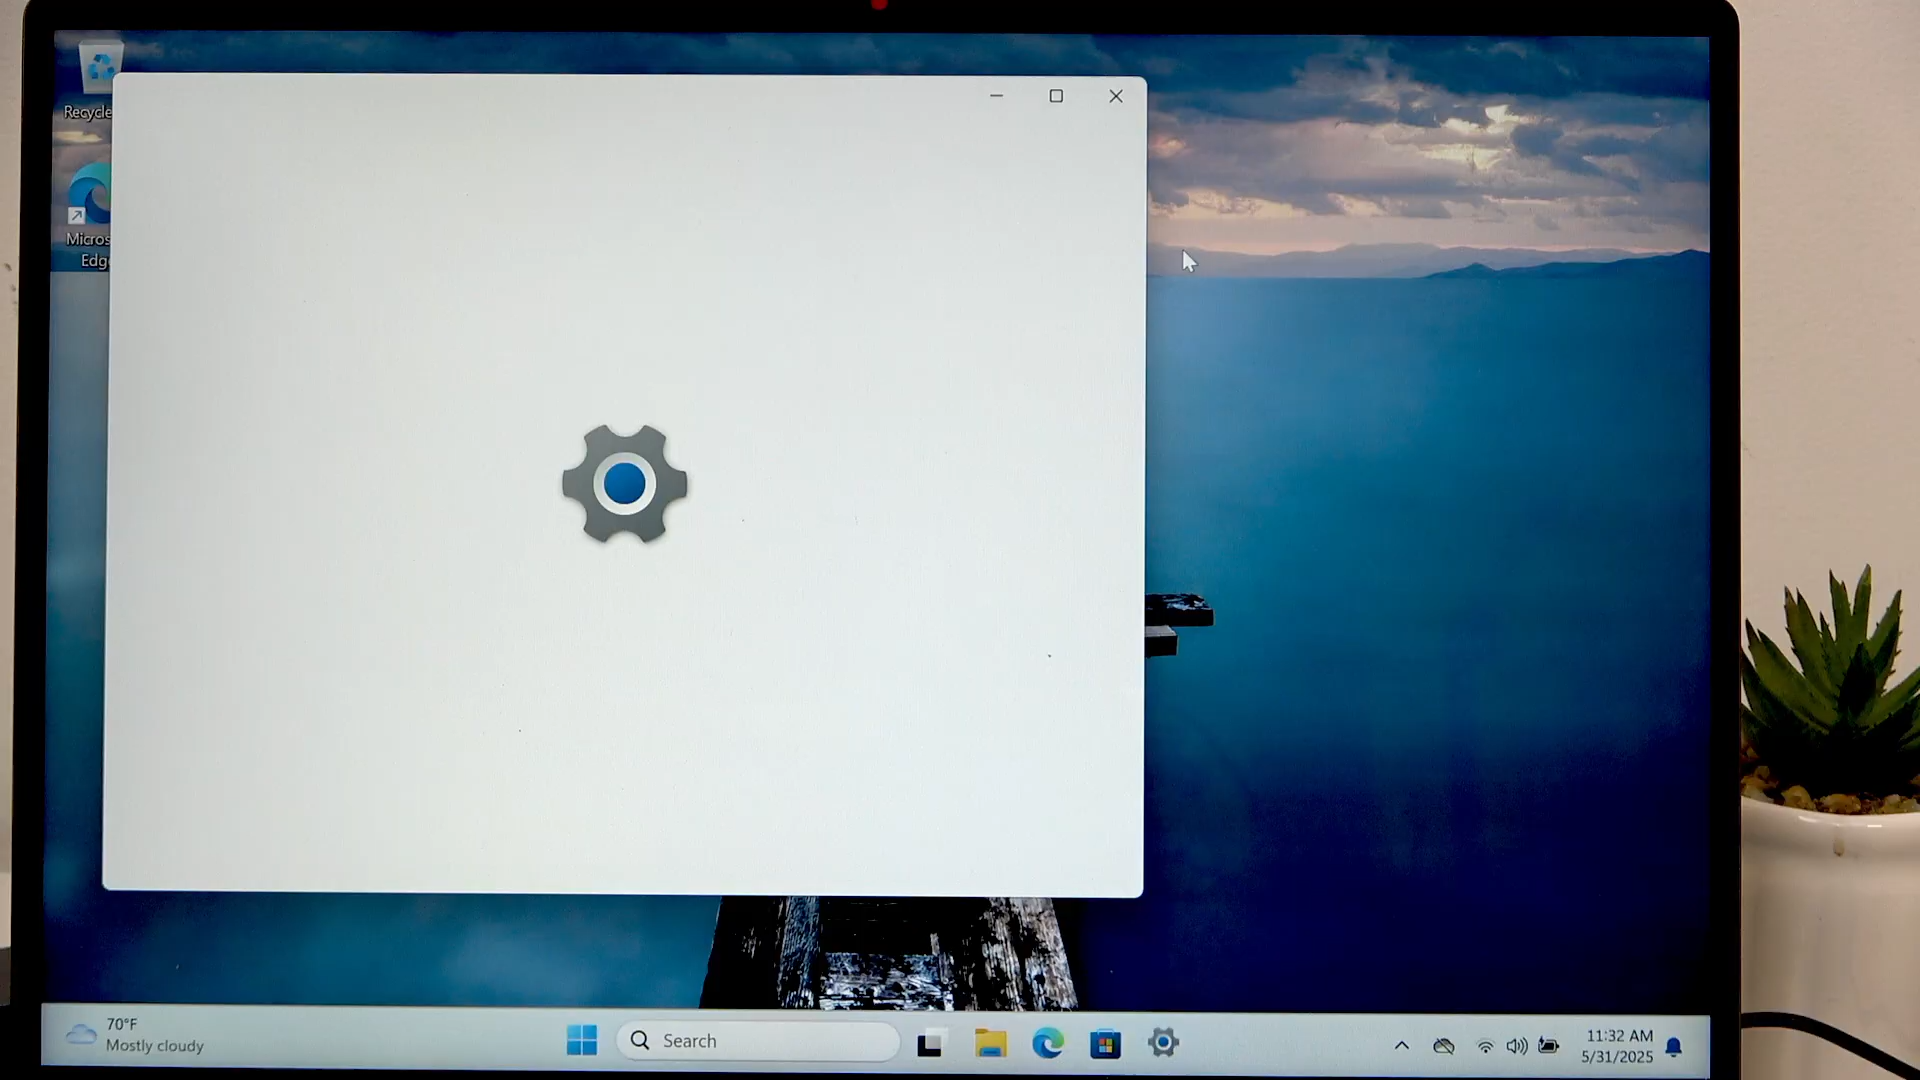 Recycle
Micros
Edg
70°F
Mostly cloudy
Search
11:32 AM
5/31/2025